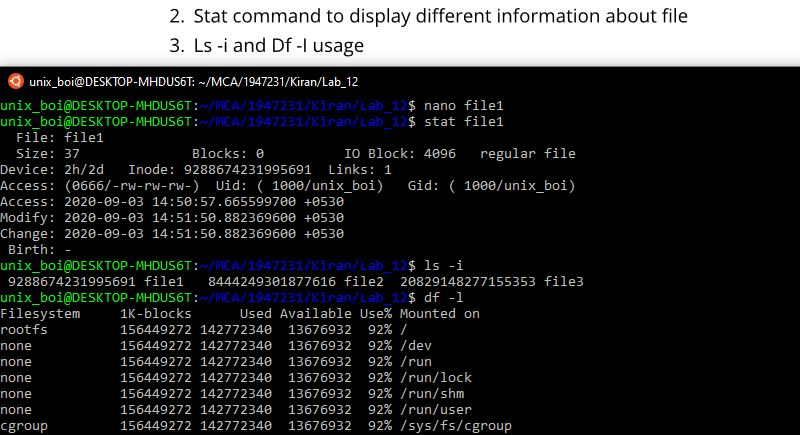 2. Stat command to display different information about file
3. Ls -i and Df -I usage
unix_boi@DESKTOP-MHDUS6T: ~/MCA/1947231/Kiran/Lab_12
unix_boi@DESKTOP-MHDUS6T:~/MCA/1947231/Kiran/Lab_12$ nano file1
unix_boi@DESKTOP-MHDUS6T:~/MCA/1947231/Kiran/Lab_12$ stat file1
  File: file1
  Size: 37              Blocks: 0          IO Block: 4096   regular file
Device: 2h/2d   Inode: 9288674231995691  Links: 1
Access: (0666/-rw-rw-rw-)  Uid: ( 1000/unix_boi)   Gid: ( 1000/unix_boi)
Access: 2020-09-03 14:50:57.665599700 +0530
Modify: 2020-09-03 14:51:50.882369600 +0530
Change: 2020-09-03 14:51:50.882369600 +0530
 Birth: -
unix_boi@DESKTOP-MHDUS6T:~/MCA/1947231/Kiran/Lab_12$ ls -i
 9288674231995691 file1   8444249301877616 file2  20829148277155353 file3
unix_boi@DESKTOP-MHDUS6T:~/MCA/1947231/Kiran/Lab_12$ df -l
Filesystem     1K-blocks      Used Available Use% Mounted on
rootfs         156449272 142772340  13676932  92% /
none           156449272 142772340  13676932  92% /dev
none           156449272 142772340  13676932  92% /run
none           156449272 142772340  13676932  92% /run/lock
none           156449272 142772340  13676932  92% /run/shm
none           156449272 142772340  13676932  92% /run/user
cgroup         156449272 142772340  13676932  92% /sys/fs/cgroup